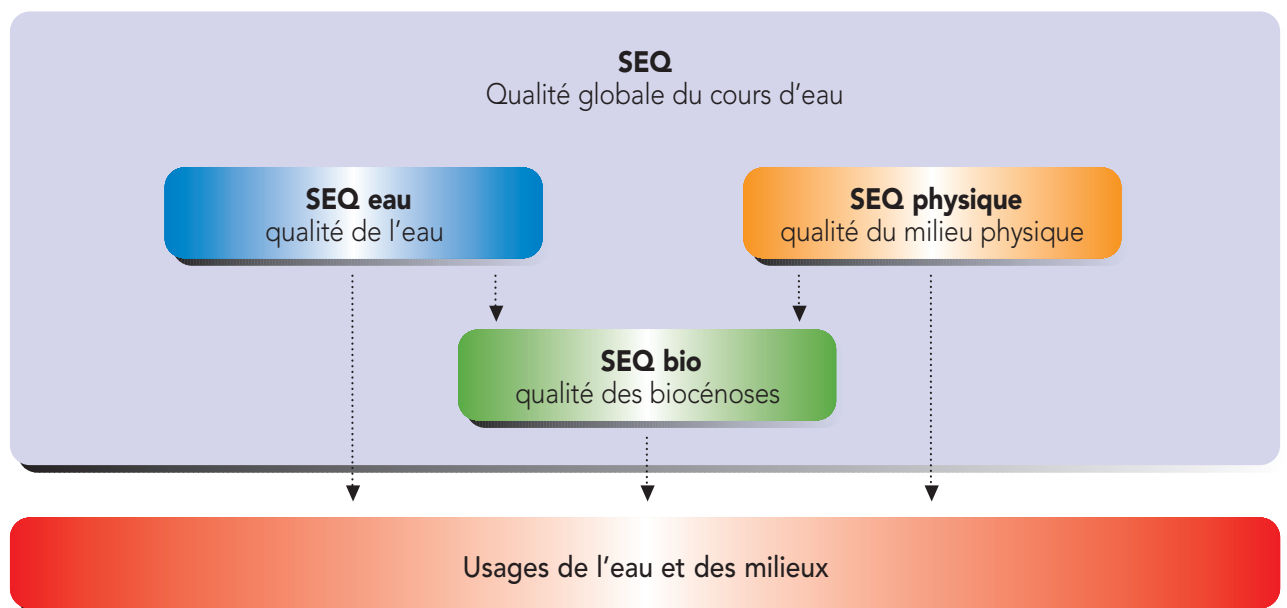 SEQ
Qualité globale du cours d’eau
SEQ eau
qualité de l’eau
SEQ physique
qualité du milieu physique
SEQ bio
qualité des biocénoses
Usages de l’eau et des milieux